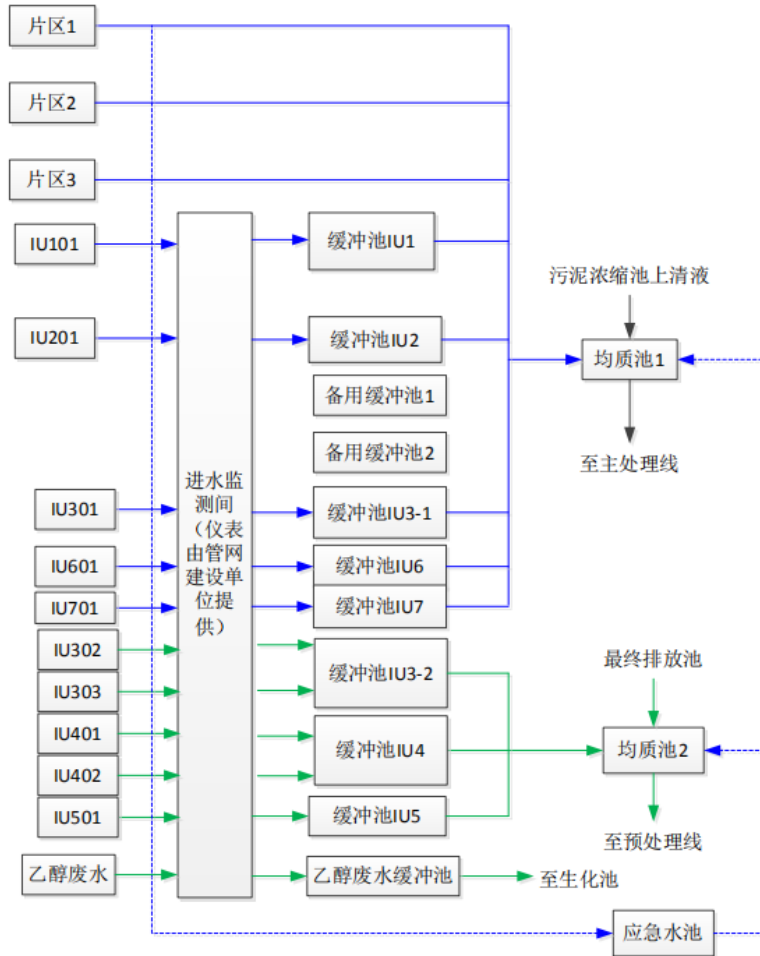 片区1
片区2
片区3
IU101
缓冲池IU1
污泥浓缩池上清液
IU201
缓冲池IU2
均质池1
备用缓冲池1
备用缓冲池2
至主处理线
进水监
测间
（仪表
由管网
建设单
位提
供）
IU301
缓冲池IU3-1
IU601
缓冲池IU6
IU701
缓冲池IU7
IU302
缓冲池IU3-2
最终排放池
IU303
IU401
缓冲池IU4
均质池2
IU402
IU501
缓冲池IU5
至预处理线
乙醇废水
乙醇废水缓冲池
至生化池
应急水池